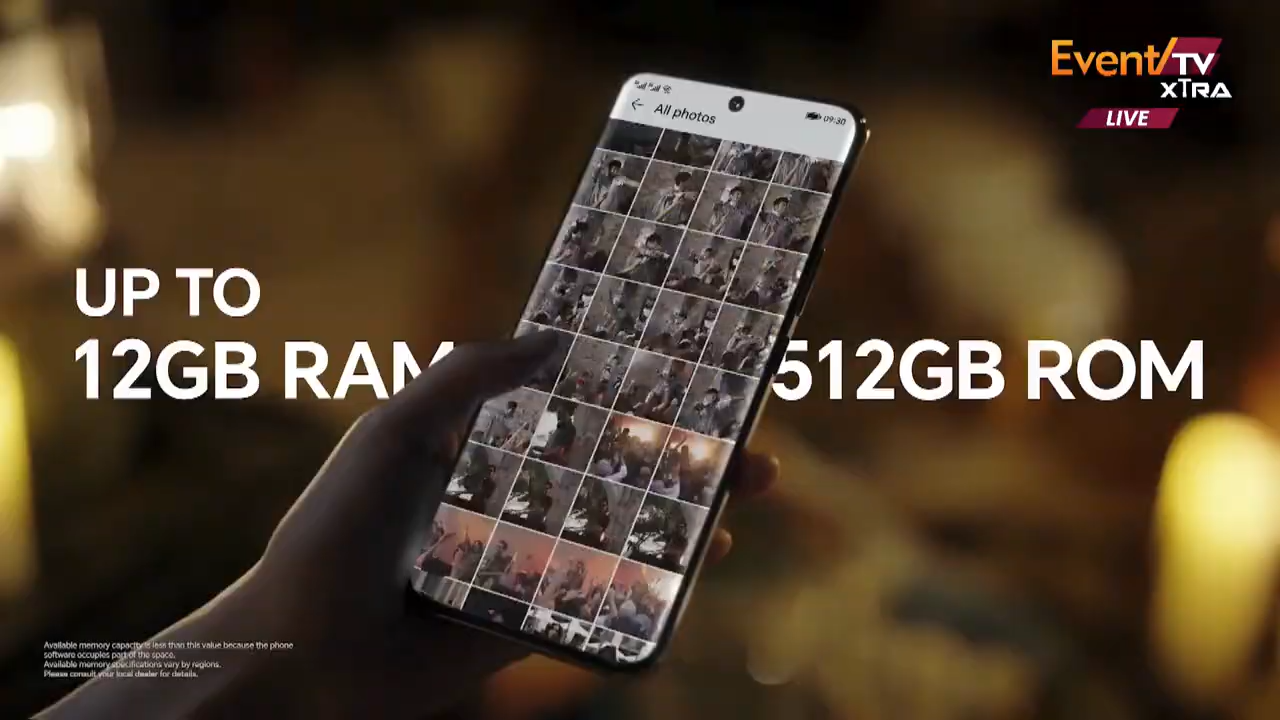 Event/TV
XTRA
LIVE
All photos
09:30
UP TO
12GB RAM
512GB ROM
Available memory capacity is less than this value because the phone
software occupies part of the space.
Available memory specifications vary by regions.
Please consult your local dealer for details.